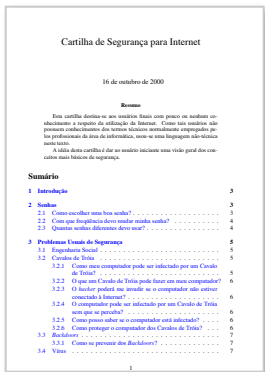 Cartilha de Segurança para Internet
16 de outubro de 2000
Resumo
Esta cartilha destina-se aos usuários finais com pouco ou nenhum co-
nhecimento a respeito da utilização da Internet. Como tais usuários não
possuem conhecimentos dos termos técnicos normalmente empregados pe-
los profissionais da área de informática, usou-se uma linguagem não-técnica
neste texto.
A idéia desta cartilha é dar ao usuário iniciante uma visão geral dos con-
ceitos mais básicos de segurança.
Sumário
1 Introdução 3
2 Senhas 3
2.1 Como escolher uma boa senha? . . . . . . . . . . . . . . . 3
2.2 Com que freqüência devo mudar minha senha? . . . . . . . 4
2.3 Quantas senhas diferentes devo usar? . . . . . . . . . . . . 4
3 Problemas Usuais de Segurança 5
3.1 Engenharia Social . . . . . . . . . . . . . . . . . . . . . . 5
3.2 Cavalos de Tróia . . . . . . . . . . . . . . . . . . . . . . . 5
3.2.1 Como meu computador pode ser infectado por um Cavalo
de Tróia? . . . . . . . . . . . . . . . . . . . . . . 5
3.2.2 O que um Cavalo de Tróia pode fazer em meu computador? 6
3.2.3 O hacker poderá me invadir se o computador não estiver
conectado à Internet? . . . . . . . . . . . . . . . . 6
3.2.4 O computador pode ser infectado por um Cavalo de Tróia
sem que se perceba? . . . . . . . . . . . . . . . . 6
3.2.5 Como posso saber se o computador está infectado? . . . 6
3.2.6 Como proteger o computador dos Cavalos de Tróia? . . . 6
3.3 Backdoors . . . . . . . . . . . . . . . . . . . . . . . . . . 7
3.3.1 Como se prevenir dos Backdoors? . . . . . . . . . . 7
3.4 Vírus . . . . . . . . . . . . . . . . . . . . . . . . . . . . 7
1